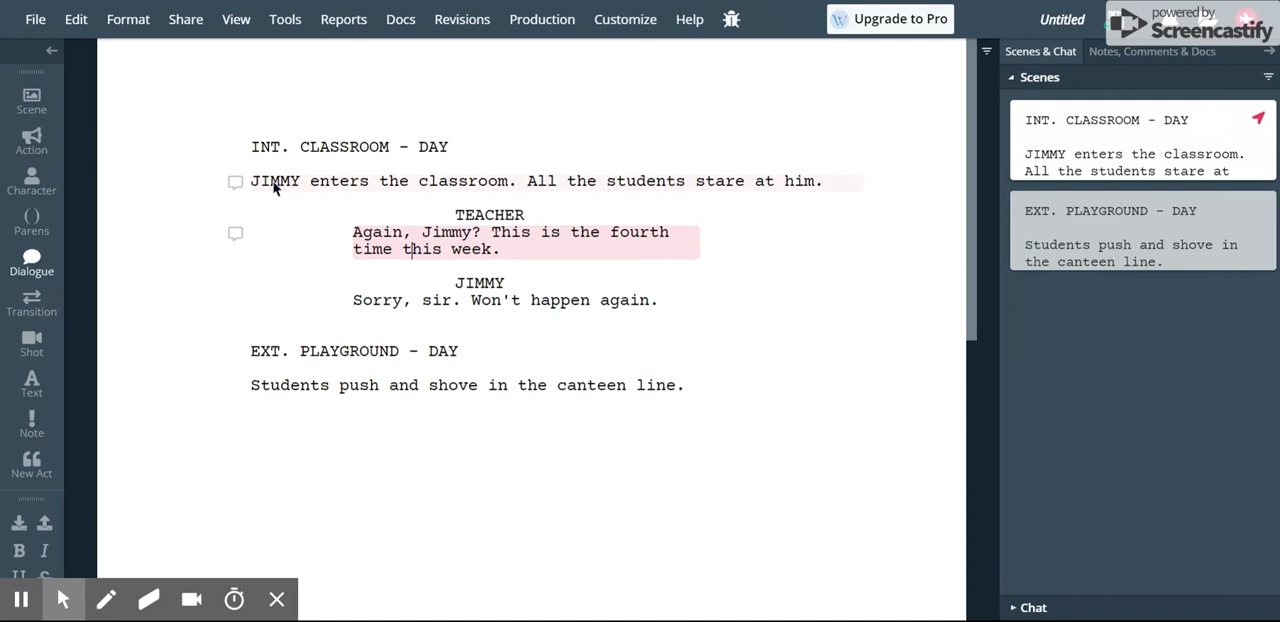 File Edit Format Share View Tools Reports Docs Revisions Production Customize Help W Upgrade to Pro Untitled
powered by
Screencastify
Scenes & Chat Notes, Comments & Docs
Scenes
Scene
Action
Character
Parens
Dialogue
Transition
Shot
Text
Note
New Act
B I
INT. CLASSROOM - DAY
JIMMY enters the classroom. All the students stare at him.
TEACHER
Again, Jimmy? This is the fourth
time this week.
JIMMY
Sorry, sir. Won't happen again.
EXT. PLAYGROUND - DAY
Students push and shove in the canteen line.
INT. CLASSROOM - DAY
JIMMY enters the classroom.
All the students stare at
EXT. PLAYGROUND - DAY
Students push and shove in
the canteen line.
Chat